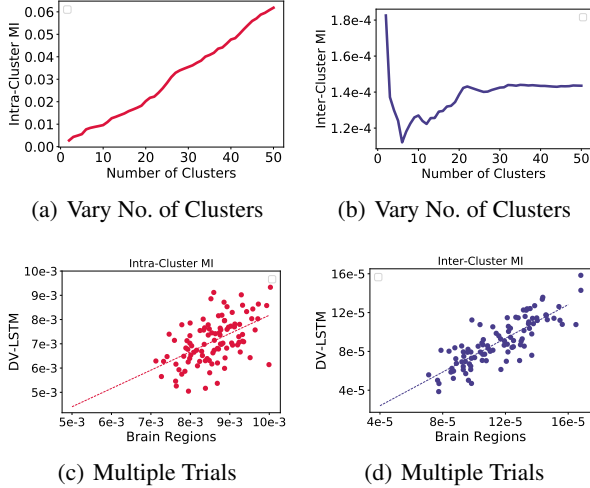 0.06
0.05
0.04
0.03
0.02
0.01
0.00
Intra-Cluster MI
0 10 20 30 40 50
Number of Clusters
(a) Vary No. of Clusters
1.8e-4
1.6e-4
1.4e-4
1.2e-4
Inter-Cluster MI
0 10 20 30 40 50
Number of Clusters
(b) Vary No. of Clusters
Intra-Cluster MI
10e-3
9e-3
8e-3
7e-3
6e-3
5e-3
DV-LSTM
5e-3 6e-3 7e-3 8e-3 9e-3 10e-3
Brain Regions
(c) Multiple Trials
Inter-Cluster MI
16e-5
12e-5
8e-5
4e-5
DV-LSTM
4e-5 8e-5 12e-5 16e-5
Brain Regions
(d) Multiple Trials